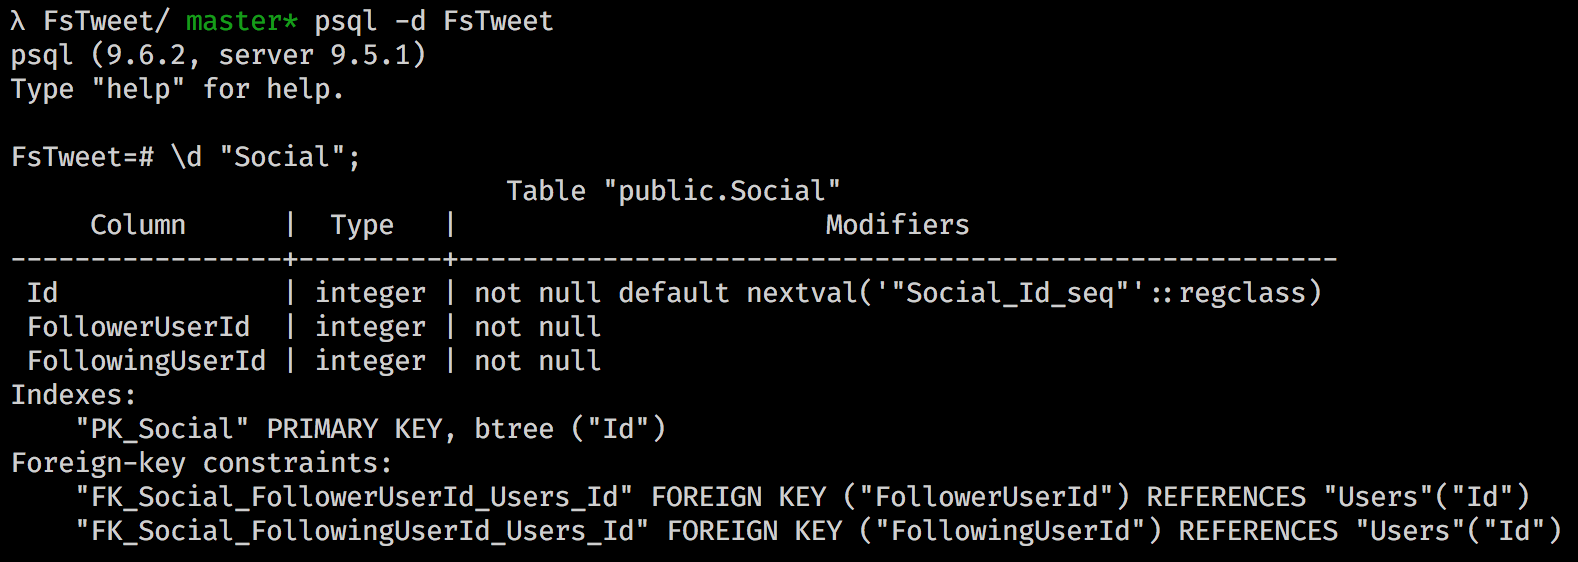 λ FsTweet/ master* psql -d FsTweet
psql (9.6.2, server 9.5.1)
Type "help" for help.

FsTweet=# \d "Social";
                               Table "public.Social"
     Column      |  Type   |                       Modifiers
-----------------+---------+-------------------------------------------------------
 Id              | integer | not null default nextval('"Social_Id_seq"'::regclass)
 FollowerUserId  | integer | not null
 FollowingUserId | integer | not null
Indexes:
    "PK_Social" PRIMARY KEY, btree ("Id")
Foreign-key constraints:
    "FK_Social_FollowerUserId_Users_Id" FOREIGN KEY ("FollowerUserId") REFERENCES "Users"("Id")
    "FK_Social_FollowingUserId_Users_Id" FOREIGN KEY ("FollowingUserId") REFERENCES "Users"("Id")